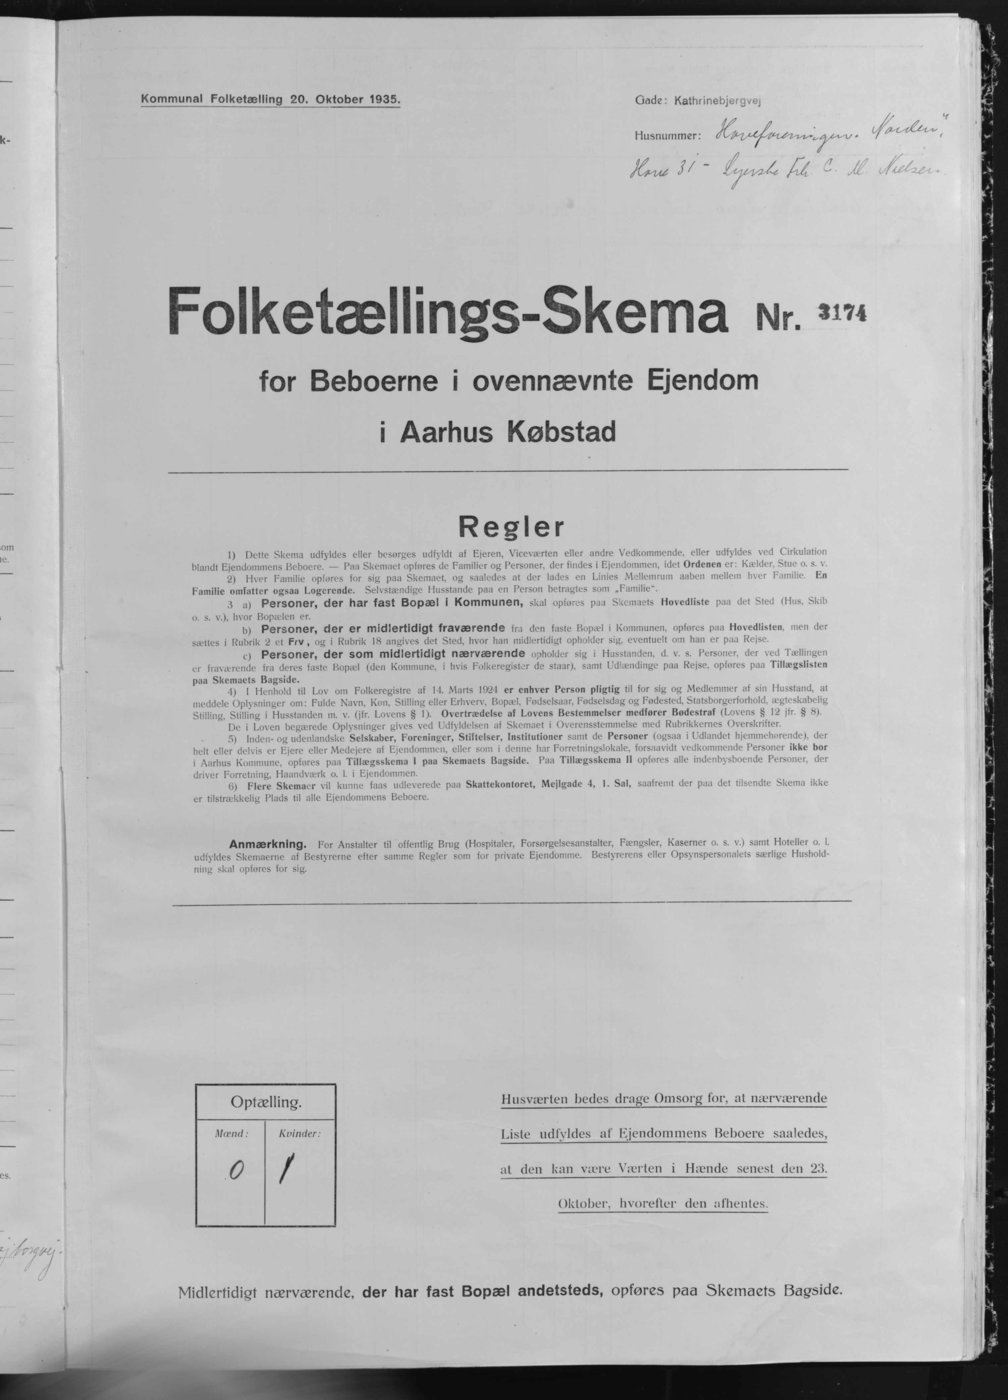 Kommunal Folketælling 20. Oktober 1935.
Gade: Kathrinebjergvej
Husnummer: Haveforeningen „Norden“,
Have 31 - Syerske Frk. C. M. Nielsen
Folketællings-Skema Nr. 3174
for Beboerne i ovennævnte Ejendom
i Aarhus Købstad
Regler
1) Dette Skema udfyldes eller besørges udfyldt af Ejeren, Viceværten eller andre Vedkommende, eller udfyldes ved Cirkulation
blandt Ejendommens Beboere. — Paa Skemaet opføres de Familier og Personer, der findes i Ejendommen, idet Ordenen er: Kælder, Stue o. s. v.
2) Hver Familie opføres for sig paa Skemaet, og saaledes at der lades en Linies Mellemrum aaben mellem hver Familie. En
Familie omfatter ogsaa Logerende. Selvstændige Husstande paa en Person betragtes som „Familie“.
3 a) Personer, der har fast Bopæl i Kommunen, skal opføres paa Skemaets Hovedliste paa det Sted (Hus, Skib
o. s. v.), hvor Bopælen er.
b) Personer, der er midlertidigt fraværende fra den faste Bopæl i Kommunen, opføres paa Hovedlisten, men der
sættes i Rubrik 2 et Frv., og i Rubrik 18 angives det Sted, hvor han midlertidigt opholder sig, eventuelt om han er paa Rejse.
c) Personer, der som midlertidigt nærværende opholder sig i Husstanden, d. v. s. Personer, der ved Tællingen
er fraværende fra deres faste Bopæl (den Kommune, i hvis Folkeregister de staar), samt Udlændinge paa Rejse, opføres paa Tillægslisten
paa Skemaets Bagside.
4) I Henhold til Lov om Folkeregistre af 14. Marts 1924 er enhver Person pligtig til for sig og Medlemmer af sin Husstand, at
meddele Oplysninger om: Fulde Navn, Køn, Stilling eller Erhverv, Bopæl, Fødselsaar, Fødselsdag og Fødested, Statsborgerforhold, ægteskabelig
Stilling, Stilling i Husstanden m. v. (jfr. Lovens § 1). Overtrædelse af Lovens Bestemmelser medfører Bødestraf (Lovens § 12 jfr. § 8).
De i Loven begærede Oplysninger gives ved Udfyldelsen af Skemaet i Overensstemmelse med Rubrikkernes Overskrifter.
5) Inden- og udenlandske Selskaber, Foreninger, Stiftelser, Institutioner samt de Personer (ogsaa i Udlandet hjemmehørende), der
helt eller delvis er Ejere eller Medejere af Ejendommen, eller som i denne har Forretningslokale, forsaavidt vedkommende Personer ikke bor
i Aarhus Kommune, opføres paa Tillægsskema I paa Skemaets Bagside. Paa Tillægsskema II opføres alle indenbysboende Personer, der
driver Forretning, Haandværk o. l. i Ejendommen.
6) Flere Skemaer vil kunne faas udleverede paa Skattekontoret, Mejlgade 4, 1. Sal, saafremt der paa det tilsendte Skema ikke
er tilstrækkelig Plads til alle Ejendommens Beboere.
Anmærkning. For Anstalter til offentlig Brug (Hospitaler, Forsørgelsesanstalter, Fængsler, Kaserner o. s. v.) samt Hoteller o. l.
udfyldes Skemaerne af Bestyrerne efter samme Regler som for private Ejendomme. Bestyrerens eller Opsynspersonalets særlige Hushold-
ning skal opføres for sig.
Optælling.
Mænd: Kvinder:
0 1
Husværten bedes drage Omsorg for, at nærværende
Liste udfyldes af Ejendommens Beboere saaledes,
at den kan være Værten i Hænde senest den 23.
Oktober, hvorefter den afhentes.
Midlertidigt nærværende, der har fast Bopæl andetsteds, opføres paa Skemaets Bagside.